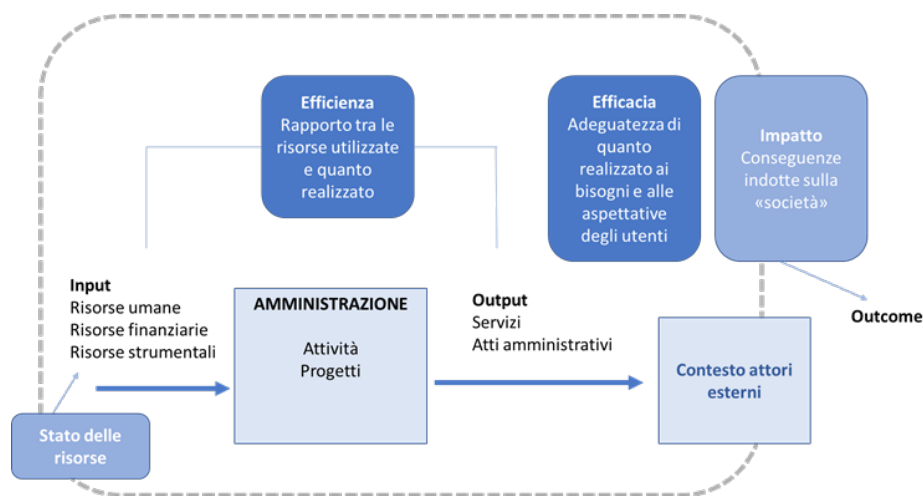 Efficienza
Rapporto tra le
risorse utilizzate
e quanto
realizzato
Efficacia
Adeguatezza di
quanto
realizzato ai
bisogni e alle
aspettative
degli utenti
Impatto
Conseguenze
indotte sulla
«società»
Input
Risorse umane
Risorse finanziarie
Risorse strumentali
AMMINISTRAZIONE
Attività
Progetti
Output
Servizi
Atti amministrativi
Outcome
Contesto attori
esterni
Stato delle
risorse